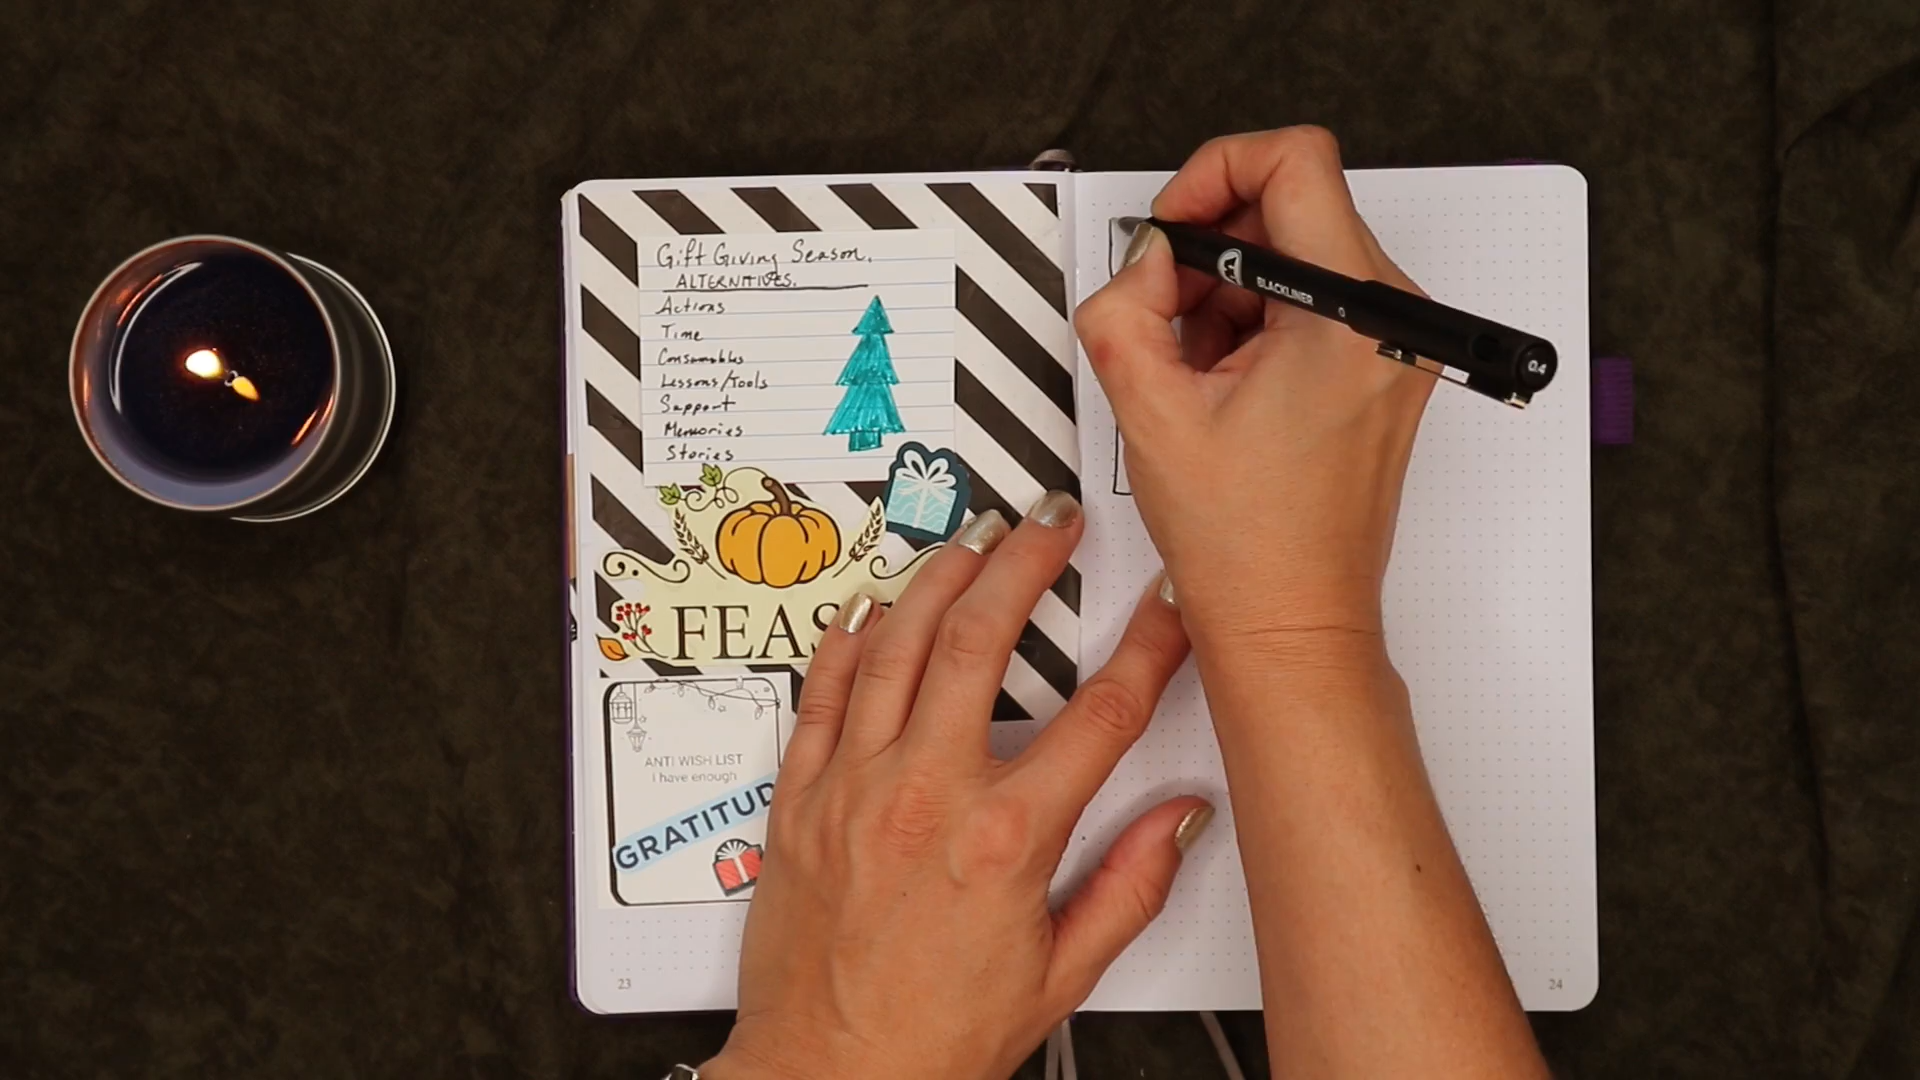 Gift Giving Season.
ALTERNATIVES.
Actions
Time
Consumables
Lessons/Tools
Support
Memories
Stories
FEAS
ANTI WISH LIST
I have enough
GRATITUD
23
BLACKLINER
0.4
24